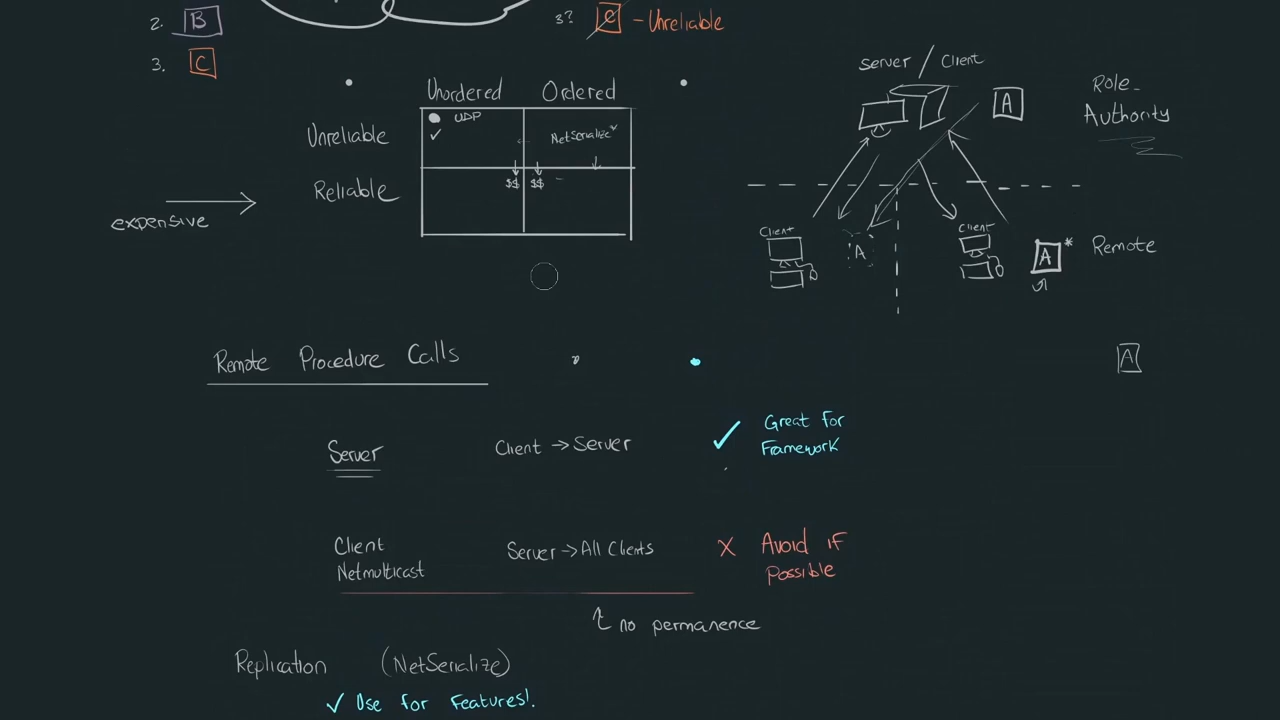 2. B
3? C - Unreliable
3. C
Unordered Ordered
Unreliable
UDP
NetSerialize*
Reliable
$$ $$
expensive
Server / Client
A
Role_
Authority
Client
A
Client
A *
Remote
Remote Procedure Calls
A
Server
Client → Server
✓ Great for
Framework
Client
Netmulticast
Server → All Clients
X Avoid if
Possible
no permanence
Replication (NetSerialize)
✓ Use for Features!